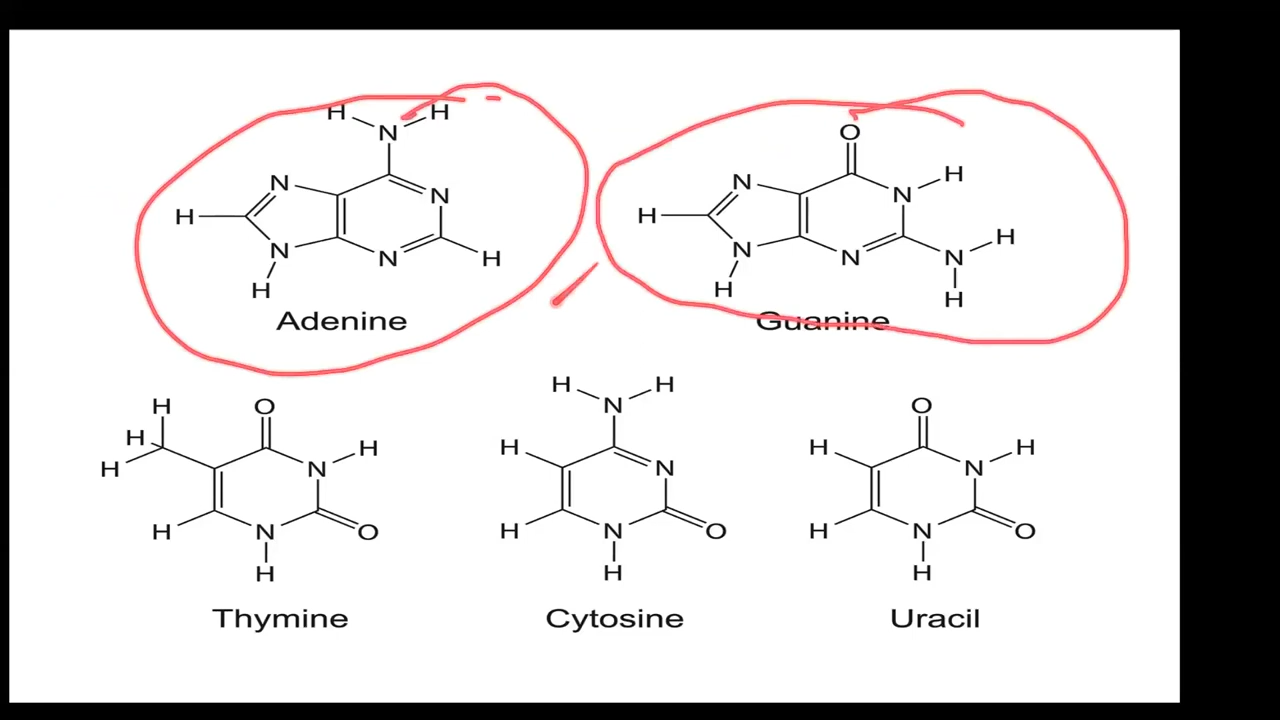 H H
N
O
N N N H
H H N
N N H N N N H
H H H
Adenine Guanine
H H
H O O
H H H H H
N N N
H N O H N O H N O
H H H
Thymine Cytosine Uracil